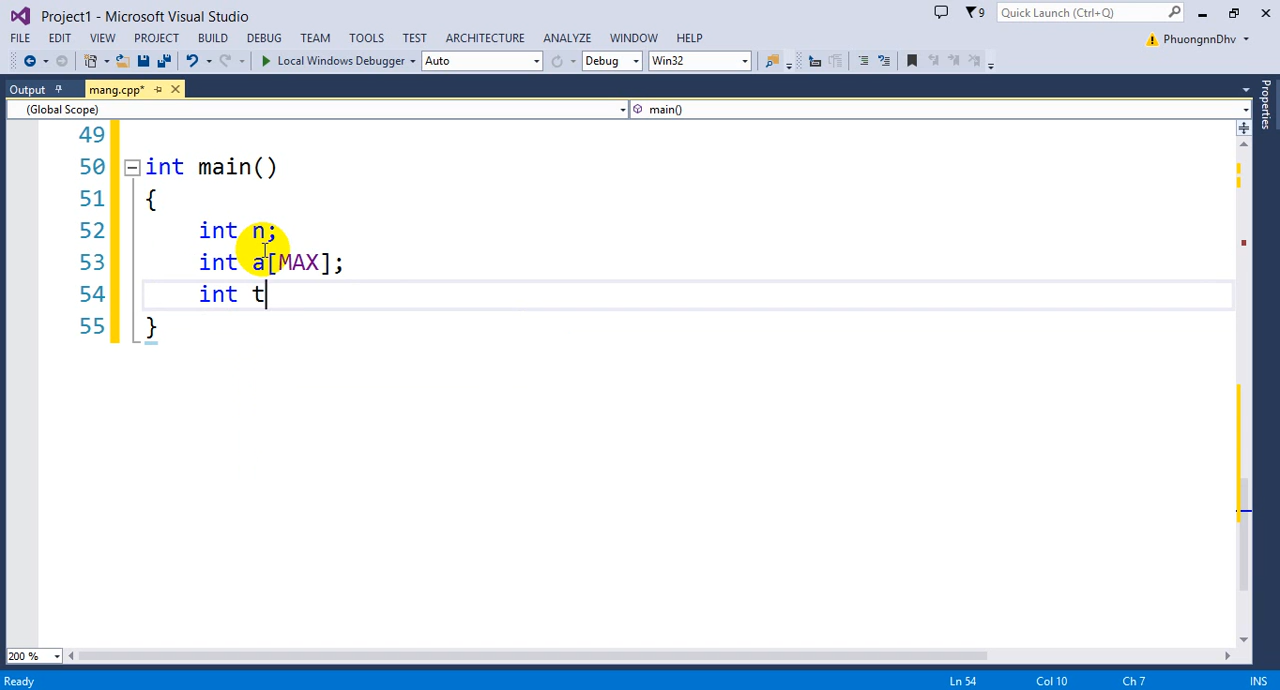 Project1 - Microsoft Visual Studio
9
Quick Launch (Ctrl+Q)
FILE EDIT VIEW PROJECT BUILD DEBUG TEAM TOOLS TEST ARCHITECTURE ANALYZE WINDOW HELP
PhuongnnDhv
Local Windows Debugger Auto Debug Win32
Output mang.cpp*
(Global Scope) main()
Properties
49
50 int main()
51 {
52 int n;
53 int a[MAX];
54 int t
55 }
200 %
Ready Ln 54 Col 10 Ch 7 INS